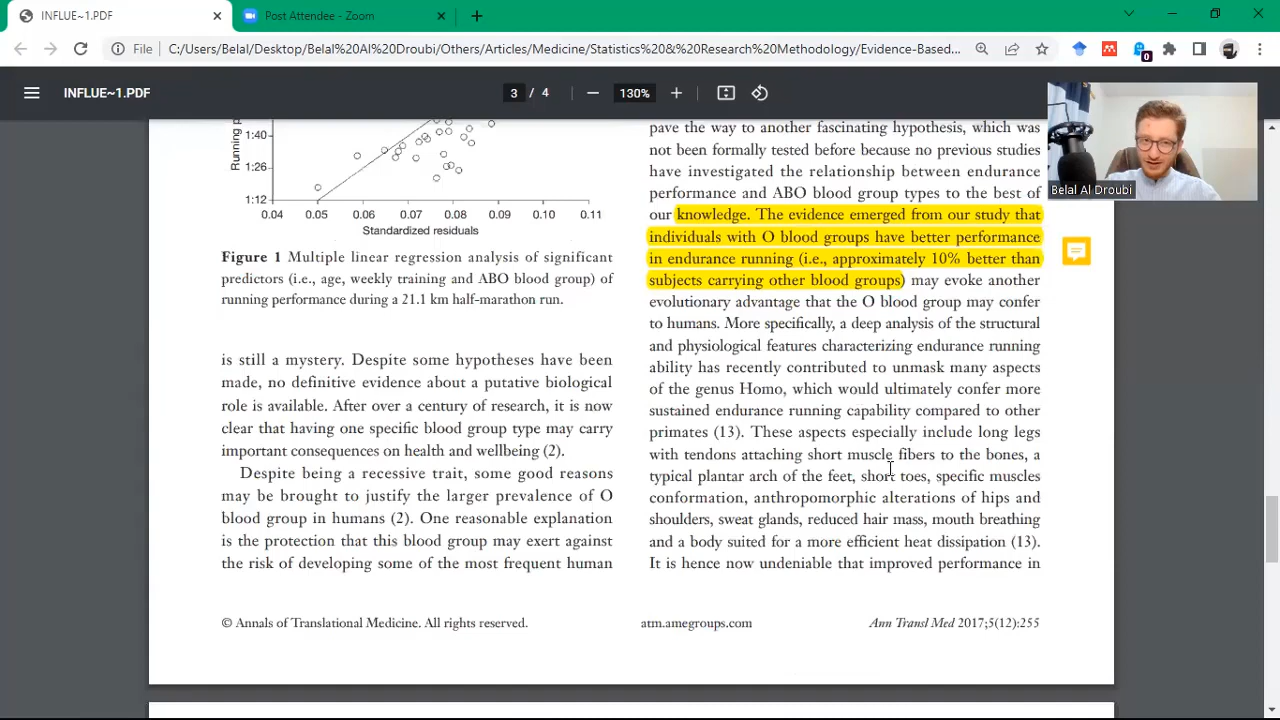 INFLUE~1.PDF
Post Attendee - Zoom
File
C:/Users/Belal/Desktop/Belal%20Al%20Droubi/Others/Articles/Medicine/Statistics%20&%20Research%20Methodology/Evidence-Based...
0
INFLUE~1.PDF
3 / 4
130%
Belal Al Droubi
1:40
1:26
1:12
0.04 0.05 0.06 0.07 0.08 0.09 0.10 0.11
Standardized residuals
Running
Figure 1 Multiple linear regression analysis of significant
predictors (i.e., age, weekly training and ABO blood group) of
running performance during a 21.1 km half-marathon run.
is still a mystery. Despite some hypotheses have been
made, no definitive evidence about a putative biological
role is available. After over a century of research, it is now
clear that having one specific blood group type may carry
important consequences on health and wellbeing (2).
Despite being a recessive trait, some good reasons
may be brought to justify the larger prevalence of O
blood group in humans (2). One reasonable explanation
is the protection that this blood group may exert against
the risk of developing some of the most frequent human
pave the way to another fascinating hypothesis, which was
not been formally tested before because no previous studies
have investigated the relationship between endurance
performance and ABO blood group types to the best of
our knowledge. The evidence emerged from our study that
individuals with O blood groups have better performance
in endurance running (i.e., approximately 10% better than
subjects carrying other blood groups) may evoke another
evolutionary advantage that the O blood group may confer
to humans. More specifically, a deep analysis of the structural
and physiological features characterizing endurance running
ability has recently contributed to unmask many aspects
of the genus Homo, which would ultimately confer more
sustained endurance running capability compared to other
primates (13). These aspects especially include long legs
with tendons attaching short muscle fibers to the bones, a
typical plantar arch of the feet, short toes, specific muscles
conformation, anthropomorphic alterations of hips and
shoulders, sweat glands, reduced hair mass, mouth breathing
and a body suited for a more efficient heat dissipation (13).
It is hence now undeniable that improved performance in
© Annals of Translational Medicine. All rights reserved.
atm.amegroups.com
Ann Transl Med 2017;5(12):255